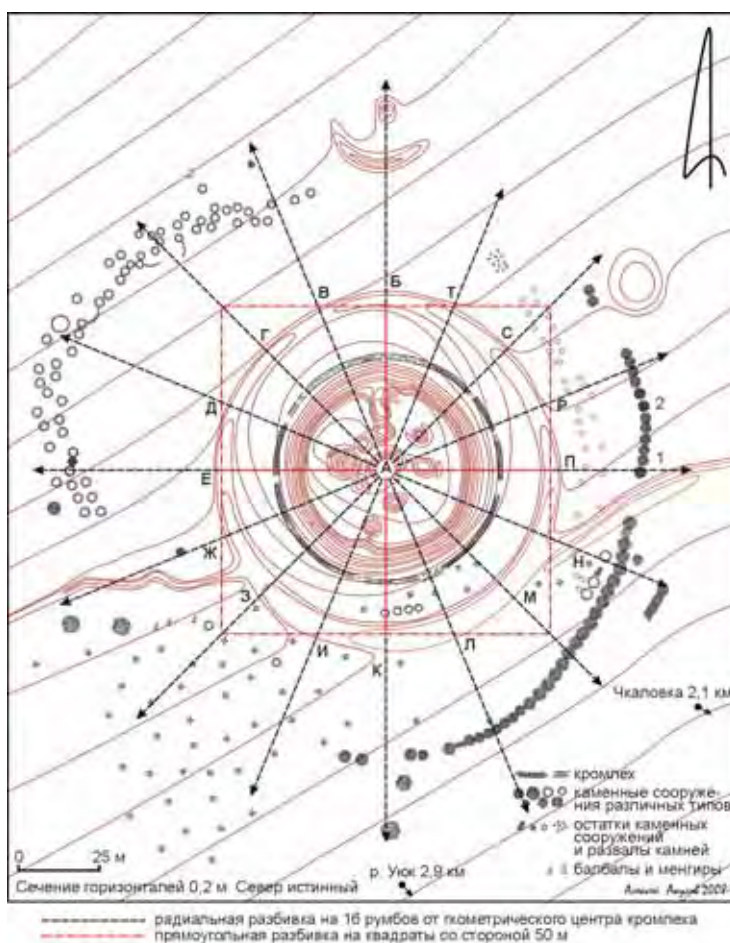 Б
В
Т
Г
С
Д
Р
2
1
А
Е
П
Ж
Н
З
М
И
Л
К
Чкаловка 2,1 км
кромлех
каменные сооруже-
ния различных типов
остатки каменных
сооружений
и развалы камней
балбалы и менгиры
0 25 м
р. Уюк 2,9 км
Сечение горизонталей 0,2 м Север истинный
радиальная разбивка на 16 румбов от геометрического центра кромлеха
прямоугольная разбивка на квадраты со стороной 50 м